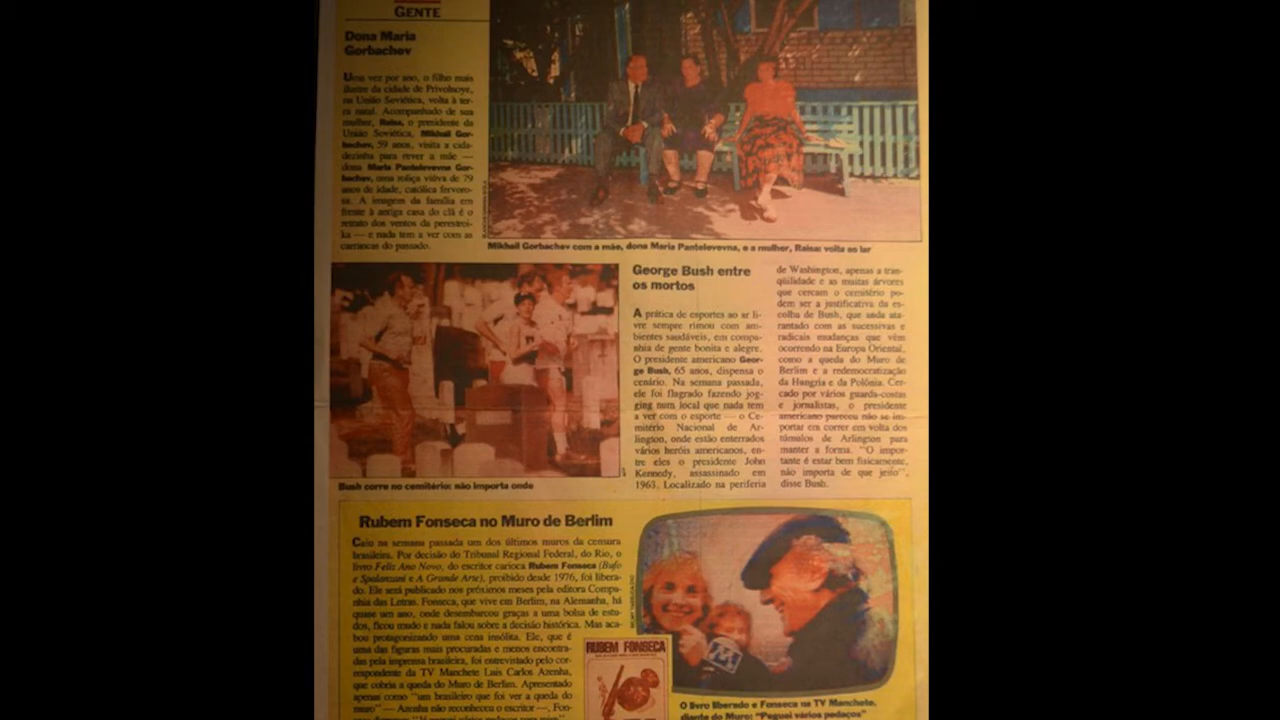 GENTE
Dona Maria
Gorbachev
Uma vez por ano, o filho mais
ilustre da cidade de Privolnoye,
na União Soviética, volta à ter-
ra natal. Acompanhado de sua
mulher, Raisa, o presidente da
União Soviética, Mikhail Gor-
bachev, 59 anos, visita a cida-
dezinha para rever a mãe —
dona Maria Pantelevevna Gor-
bachev, uma roliça viúva de 79
anos de idade, católica fervoro-
sa. A imagem da família em
frente à antiga casa do clã é o
retrato dos ventos da perestroi-
ka — e nada tem a ver com as
carrancas do passado.
Mikhail Gorbachev com a mãe, dona Maria Pantelevevna, e a mulher, Raisa: volta ao lar
Bush corre no cemitério: não importa onde
George Bush entre
os mortos
A prática de esportes ao ar li-
vre sempre rimou com am-
bientes saudáveis, em compa-
nhia de gente bonita e alegre.
O presidente americano Geor-
ge Bush, 65 anos, dispensa o
cenário. Na semana passada,
ele foi flagrado fazendo jog-
ging num local que nada tem
a ver com o esporte — o Ce-
mitério Nacional de Ar-
lington, onde estão enterrados
vários heróis americanos, en-
tre eles o presidente John
Kennedy, assassinado em
1963. Localizado na periferia
de Washington, apenas a tran-
qüilidade e as muitas árvores
que cercam o cemitério po-
dem ser a justificativa da es-
colha de Bush, que anda ata-
rantado com as sucessivas e
radicais mudanças que vêm
ocorrendo na Europa Oriental,
como a queda do Muro de
Berlim e a redemocratização
da Hungria e da Polônia. Cer-
cado por vários guarda-costas
e jornalistas, o presidente
americano pareceu não se im-
portar em correr em volta dos
túmulos de Arlington para
manter a forma. "O impor-
tante é estar bem fisicamente,
não importa de que jeito",
disse Bush.
Rubem Fonseca no Muro de Berlim
Caiu na semana passada um dos últimos muros da censura
brasileira. Por decisão do Tribunal Regional Federal, do Rio, o
livro Feliz Ano Novo, do escritor carioca Rubem Fonseca (Bufo
e Spalanzani e A Grande Arte), proibido desde 1976, foi libera-
do. Ele será publicado nos próximos meses pela editora Compa-
nhia das Letras. Fonseca, que vive em Berlim, na Alemanha, há
quase um ano, onde desembarcou graças a uma bolsa de estu-
dos, ficou mudo e nada falou sobre a decisão histórica. Mas aca-
bou protagonizando uma cena insólita. Ele, que é
uma das figuras mais procuradas e menos encontra-
das pela imprensa brasileira, foi entrevistado pelo cor-
respondente da TV Manchete Luis Carlos Azenha,
que cobria a queda do Muro de Berlim. Apresentado
apenas como "um brasileiro que foi ver a queda do
muro" — Azenha não reconheceu o escritor —, Fon-
RUBEM FONSECA
M
O livro liberado e Fonseca na TV Manchete,
diante do Muro: "Peguei vários pedaços"